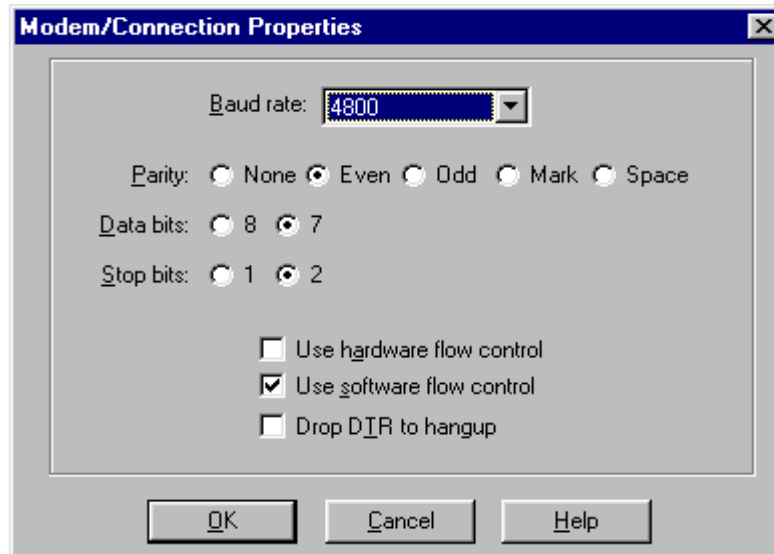 Modem/Connection Properties
Baud rate: 4800
Parity: None Even Odd Mark Space
Data bits: 8 7
Stop bits: 1 2
Use hardware flow control
Use software flow control
Drop DTR to hangup
OK Cancel Help